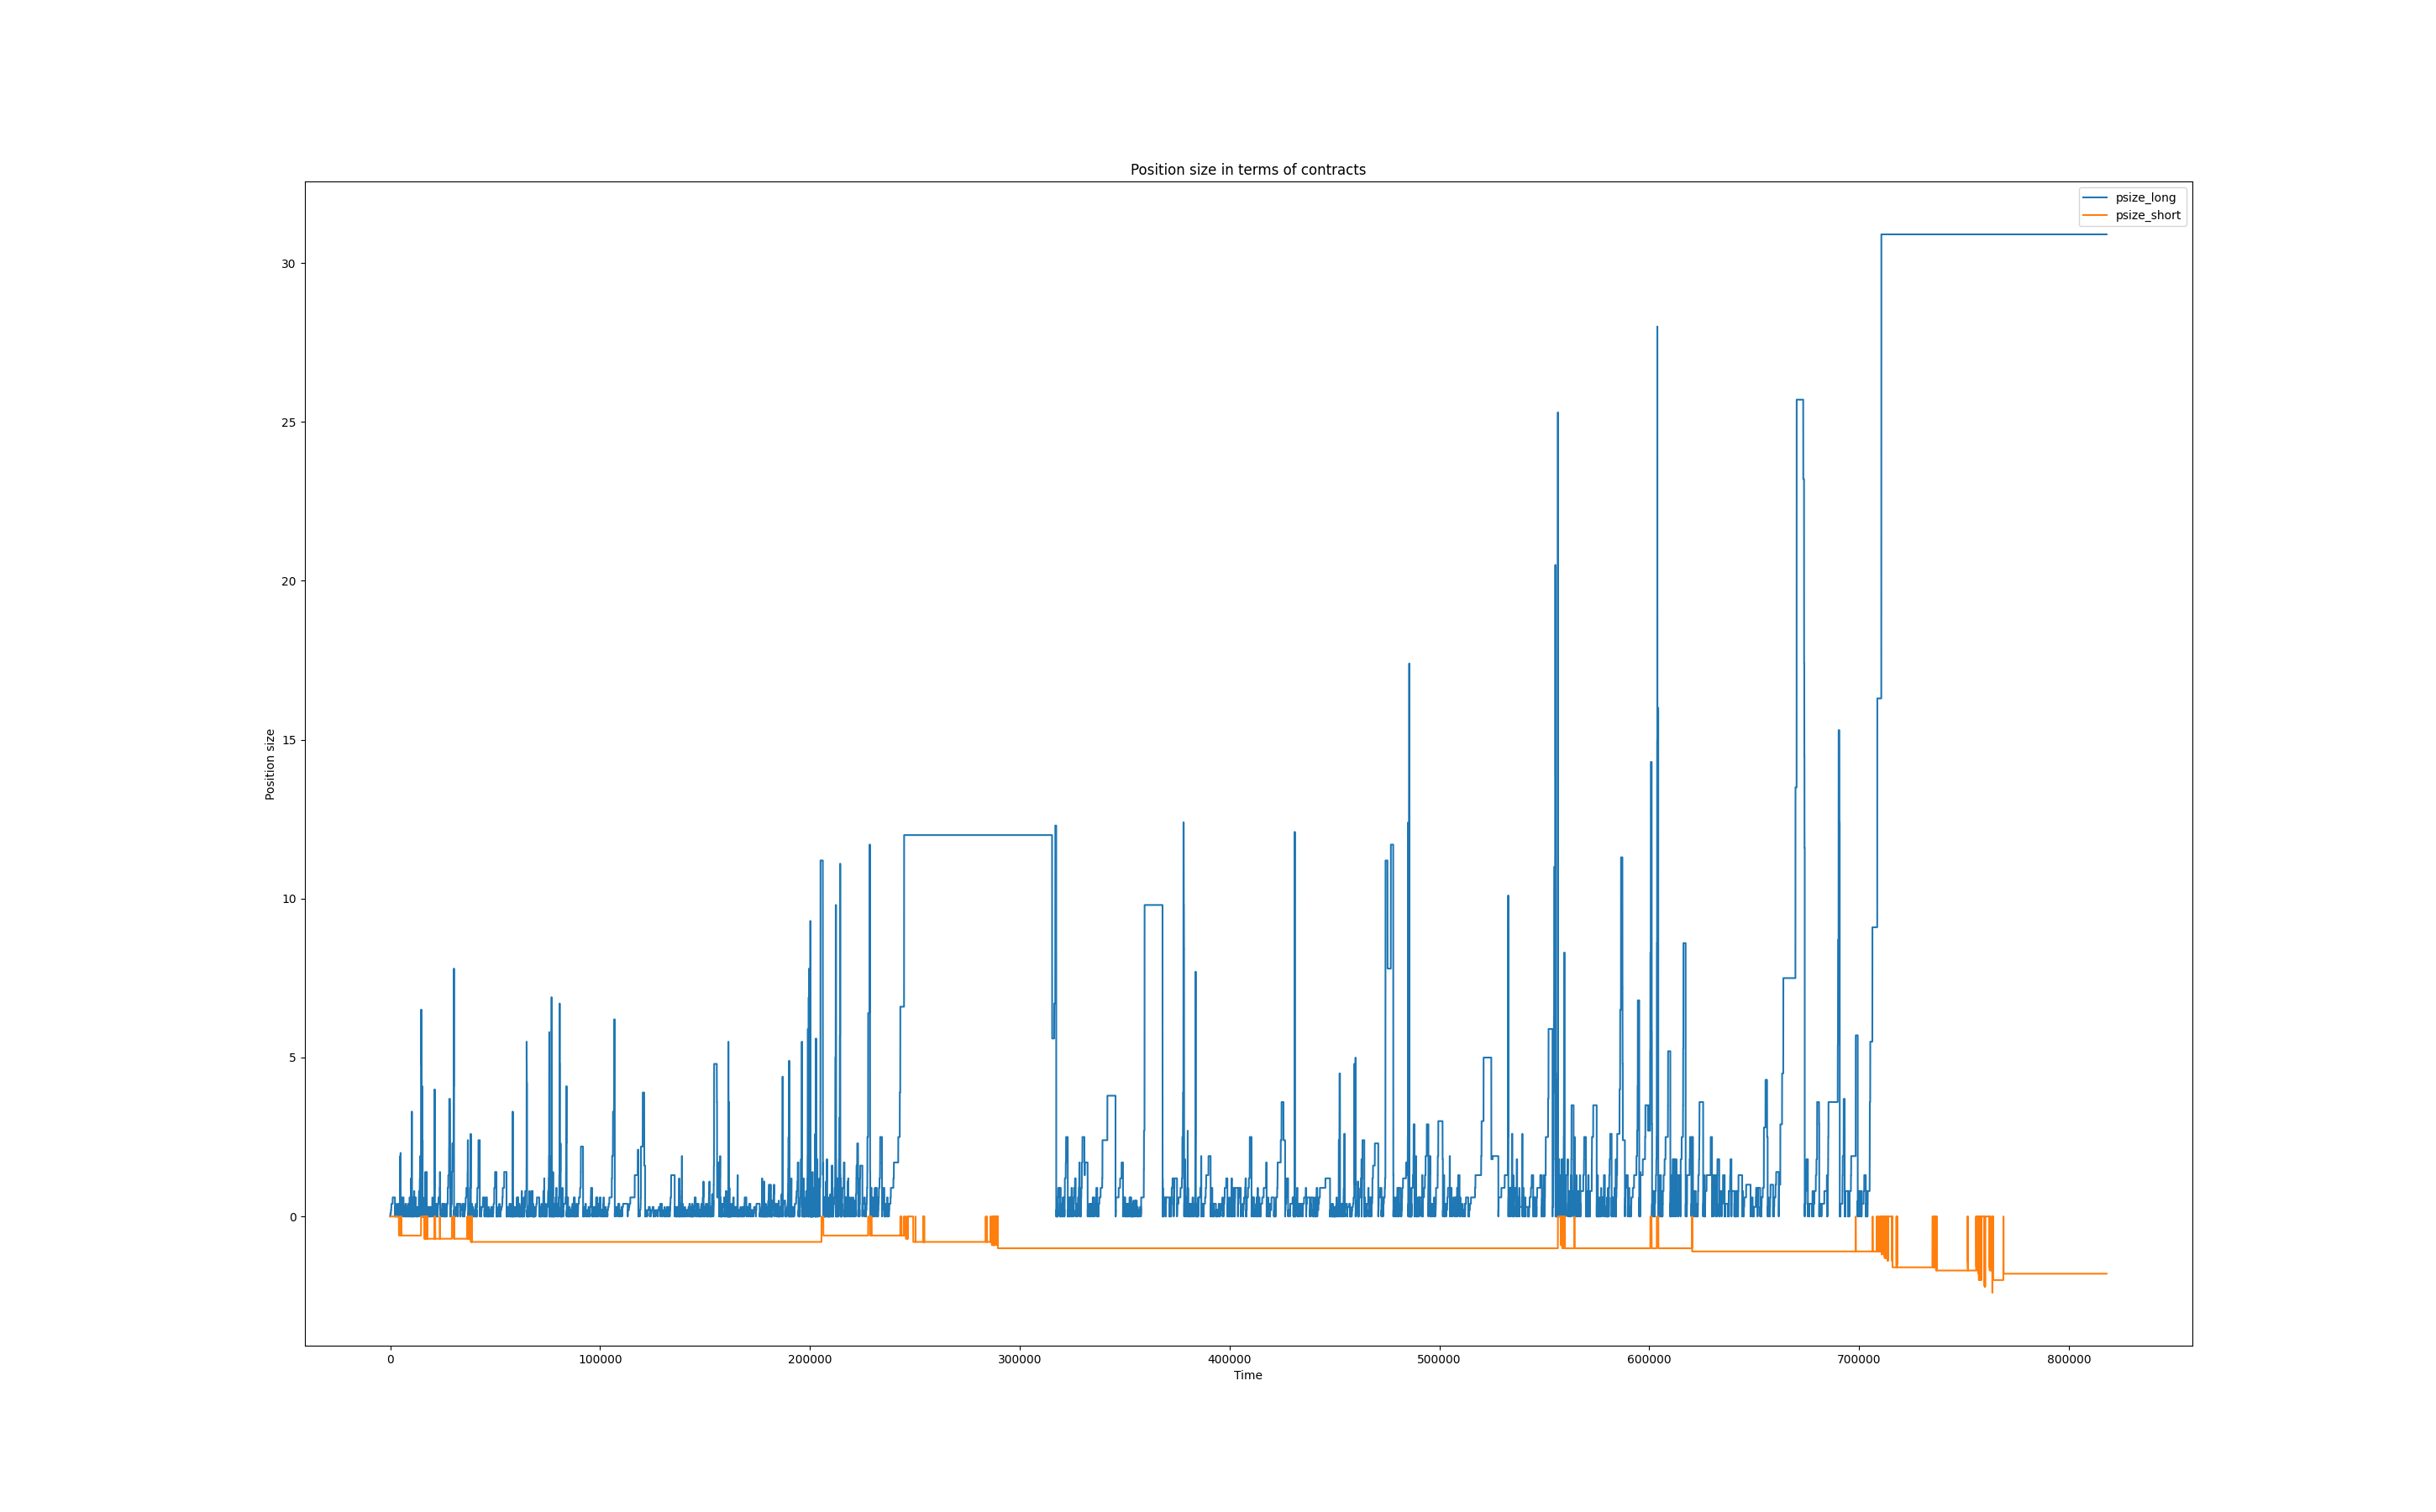 Position size in terms of contracts
psize_long
psize_short
30
25
20
15
10
5
0
Position size
0 100000 200000 300000 400000 500000 600000 700000 800000
Time